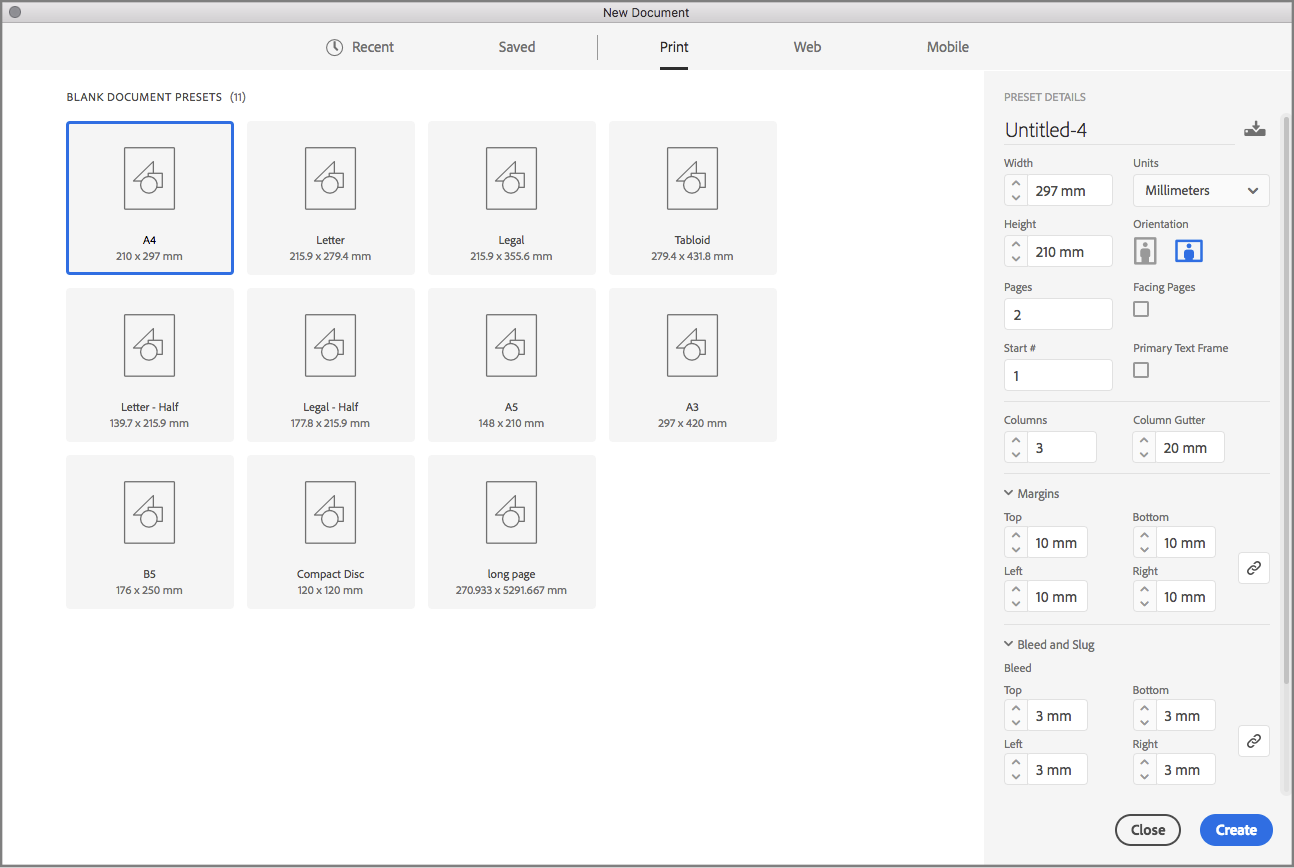 New Document
Recent Saved Print Web Mobile
BLANK DOCUMENT PRESETS (11)
A4
210 x 297 mm
Letter
215.9 x 279.4 mm
Legal
215.9 x 355.6 mm
Tabloid
279.4 x 431.8 mm
Letter - Half
139.7 x 215.9 mm
Legal - Half
177.8 x 215.9 mm
A5
148 x 210 mm
A3
297 x 420 mm
B5
176 x 250 mm
Compact Disc
120 x 120 mm
long page
270.933 x 5291.667 mm
PRESET DETAILS
Untitled-4
Width Units
297 mm Millimeters
Height Orientation
210 mm
Pages Facing Pages
2
Start # Primary Text Frame
1
Columns Column Gutter
3 20 mm
Margins
Top Bottom
10 mm 10 mm
Left Right
10 mm 10 mm
Bleed and Slug
Bleed
Top Bottom
3 mm 3 mm
Left Right
3 mm 3 mm
Close Create